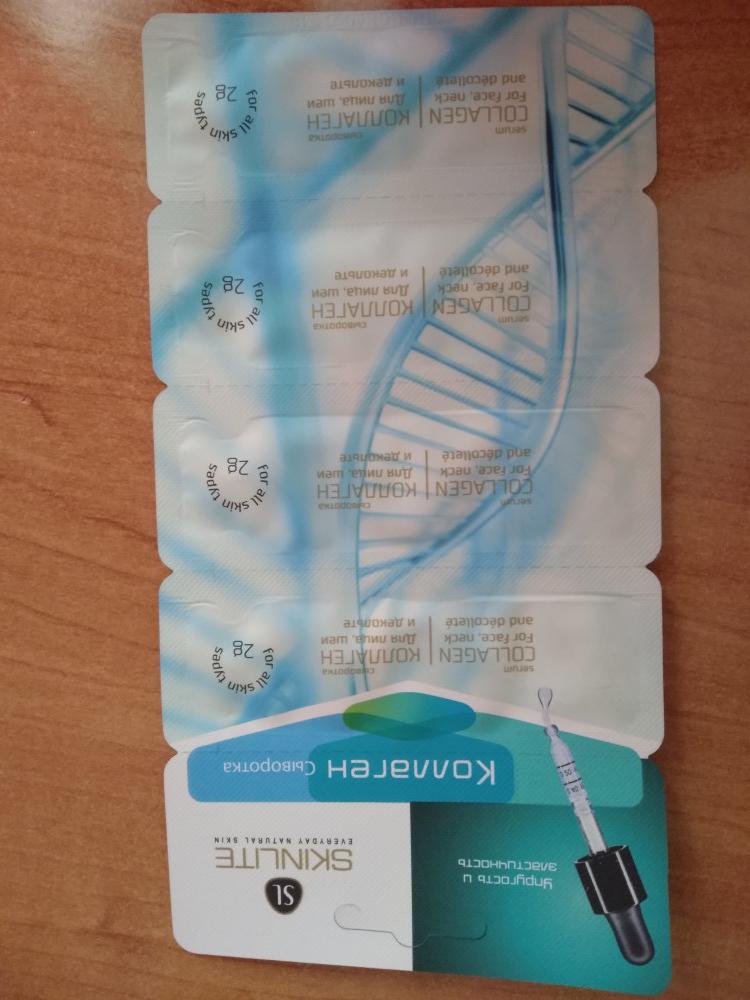 Упругость и
эластичность
SL
SKINLITE
EVERYDAY NATURAL SKIN
Коллаген Сыворотка
serum
COLLAGEN
For face, neck
and décolleté
сыворотка
КОЛЛАГЕН
Для лица, шеи
и декольте
for all skin types
2g
serum
COLLAGEN
For face, neck
and décolleté
сыворотка
КОЛЛАГЕН
Для лица, шеи
и декольте
for all skin types
2g
serum
COLLAGEN
For face, neck
and décolleté
сыворотка
КОЛЛАГЕН
Для лица, шеи
и декольте
for all skin types
2g
serum
COLLAGEN
For face, neck
and décolleté
сыворотка
КОЛЛАГЕН
Для лица, шеи
и декольте
for all skin types
2g